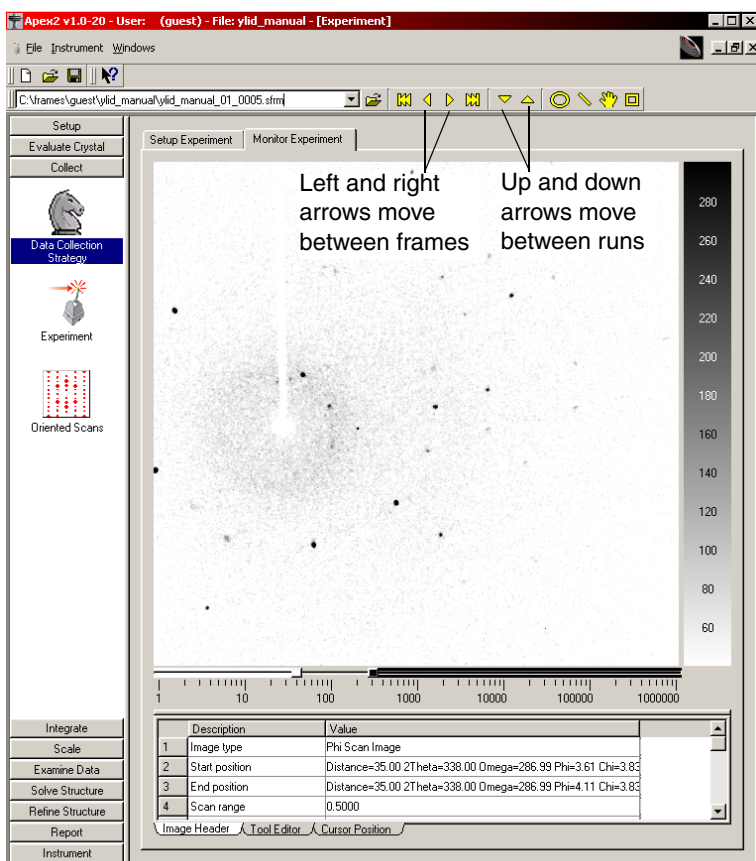 Apex2 v1.0-20 - User: (guest) - File: ylid_manual - [Experiment]
File Instrument Windows
C:\frames\guest\ylid_manual\ylid_manual_01_0005.sfrm
Setup
Evaluate Crystal
Collect
Data Collection
Strategy
Experiment
Oriented Scans
Setup Experiment Monitor Experiment
Left and right
arrows move
between frames
Up and down
arrows move
between runs
280
260
240
220
200
180
160
140
120
100
80
60
1 10 100 1000 10000 100000 1000000
Description Value
1 Image type Phi Scan Image
2 Start position Distance=35.00 2Theta=338.00 Omega=286.99 Phi=3.61 Chi=3.83
3 End position Distance=35.00 2Theta=338.00 Omega=286.99 Phi=4.11 Chi=3.83
4 Scan range 0.5000
Image Header Tool Editor Cursor Position
Integrate
Scale
Examine Data
Solve Structure
Refine Structure
Report
Instrument